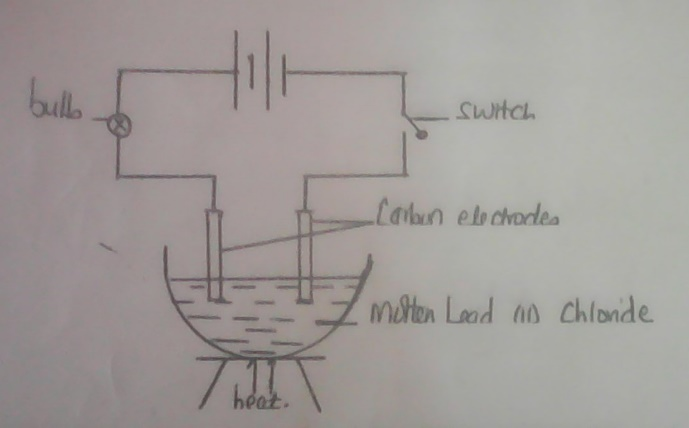 bulb
switch
Carbon electrodes
Molten Lead (II) Chloride
heat.